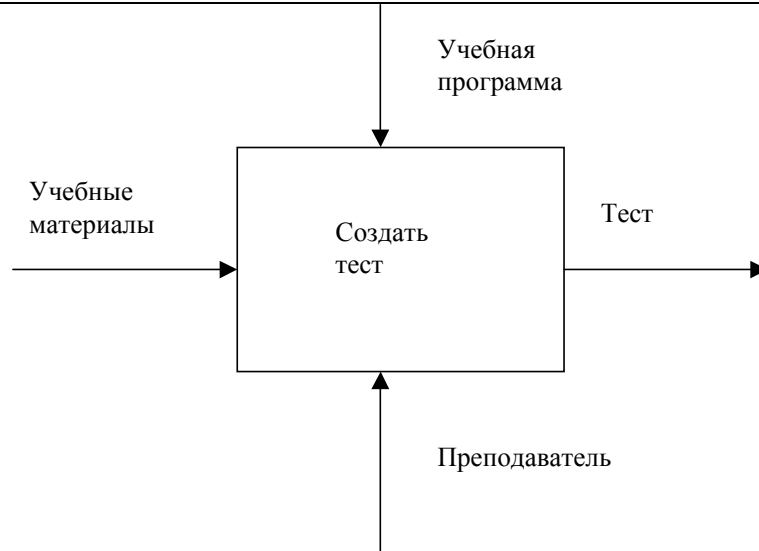 Учебная
программа
Учебные
материалы
Создать
тест
Тест
Преподаватель